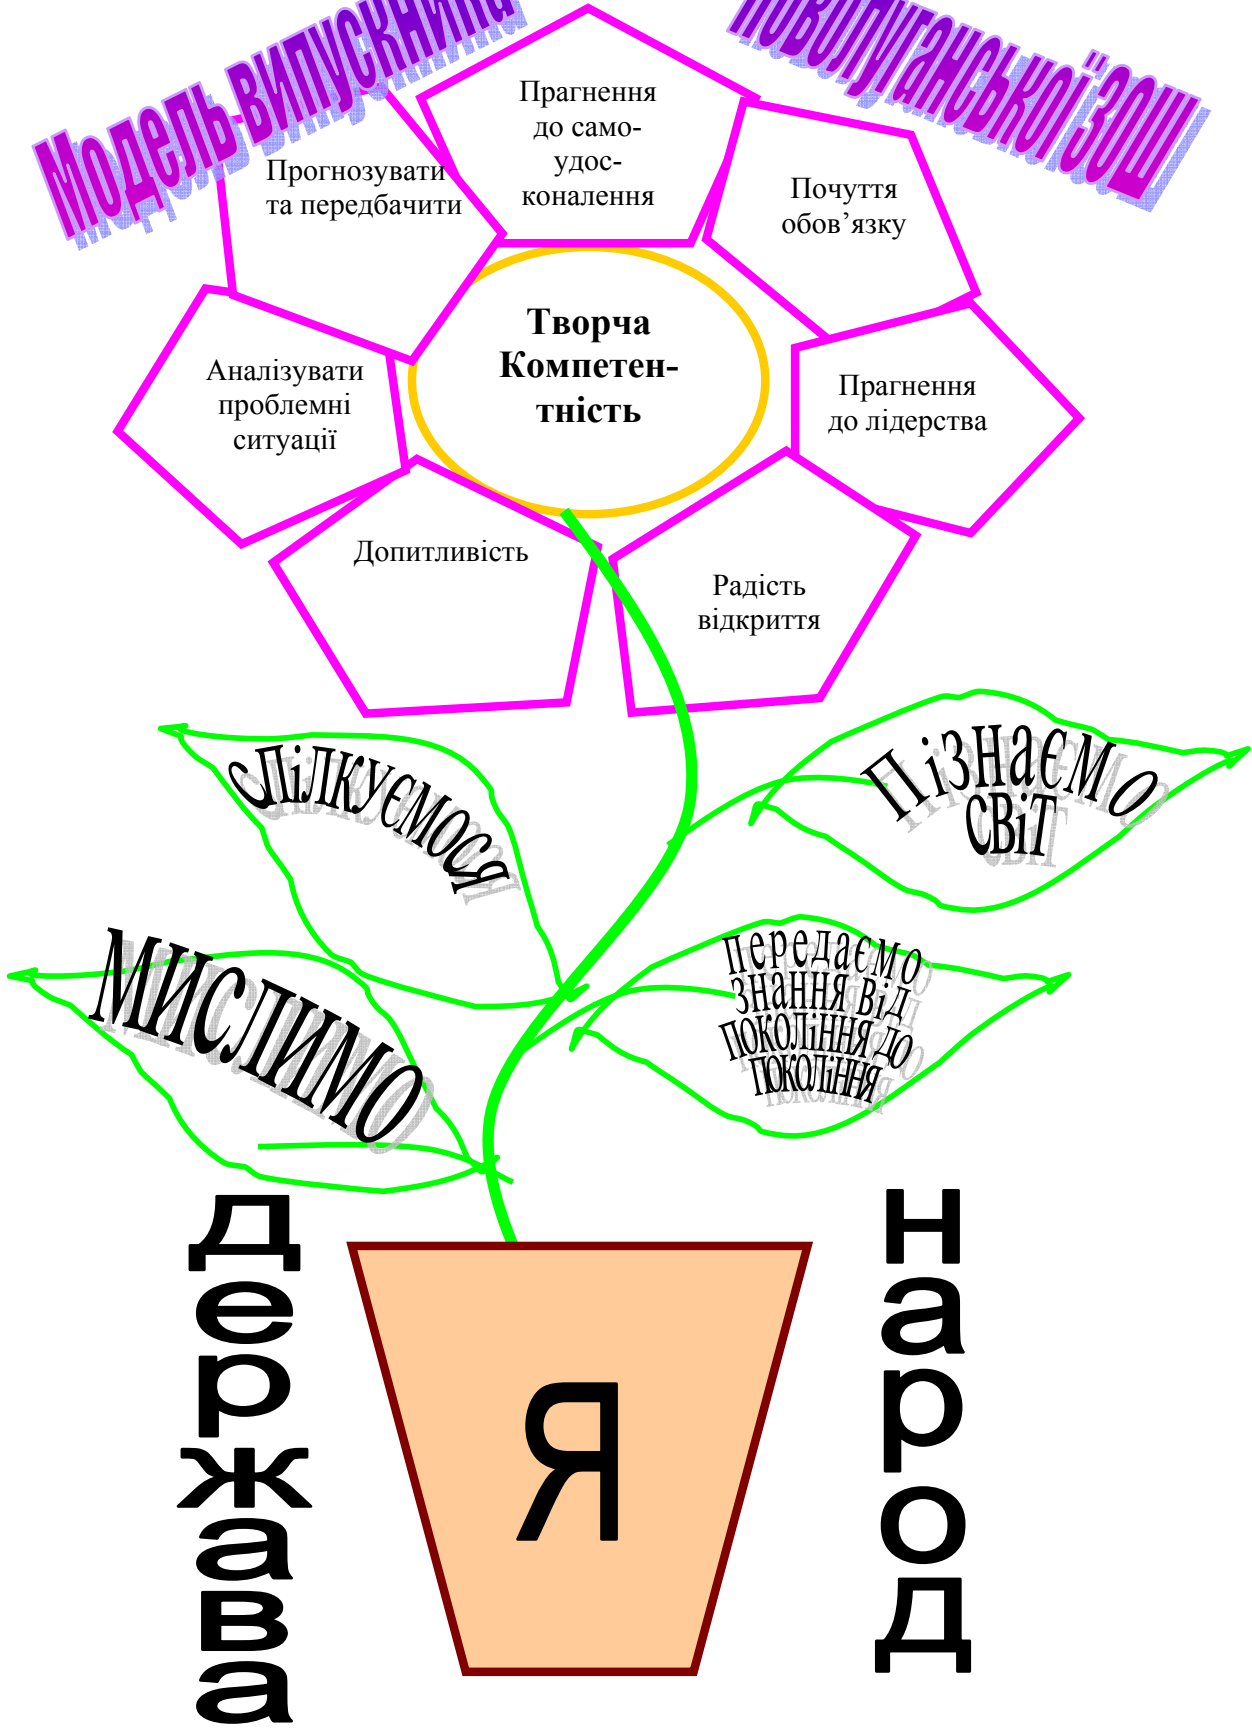 Модель випускника
Новолуганської ЗОШ
Прагнення
до само-
удос-
коналення
Прогнозувати
та передбачити
Почуття
обов’язку
Творча
Компетен-
тність
Аналізувати
проблемні
ситуації
Прагнення
до лідерства
Допитливість
Радість
відкриття
спілкуємося
Пізнаємо
світ
мислимо
передаємо
знання від
покоління до
покоління
держава
Я
народ